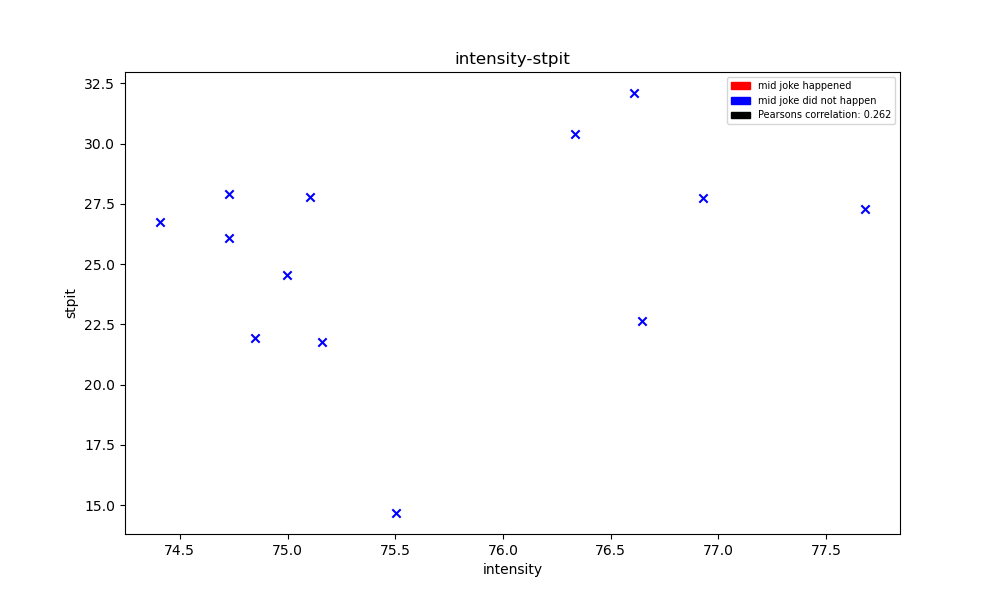 intensity-stpit
mid joke happened
mid joke did not happen
Pearsons correlation: 0.262
32.5
30.0
27.5
25.0
22.5
20.0
17.5
15.0
stpit
74.5 75.0 75.5 76.0 76.5 77.0 77.5
intensity